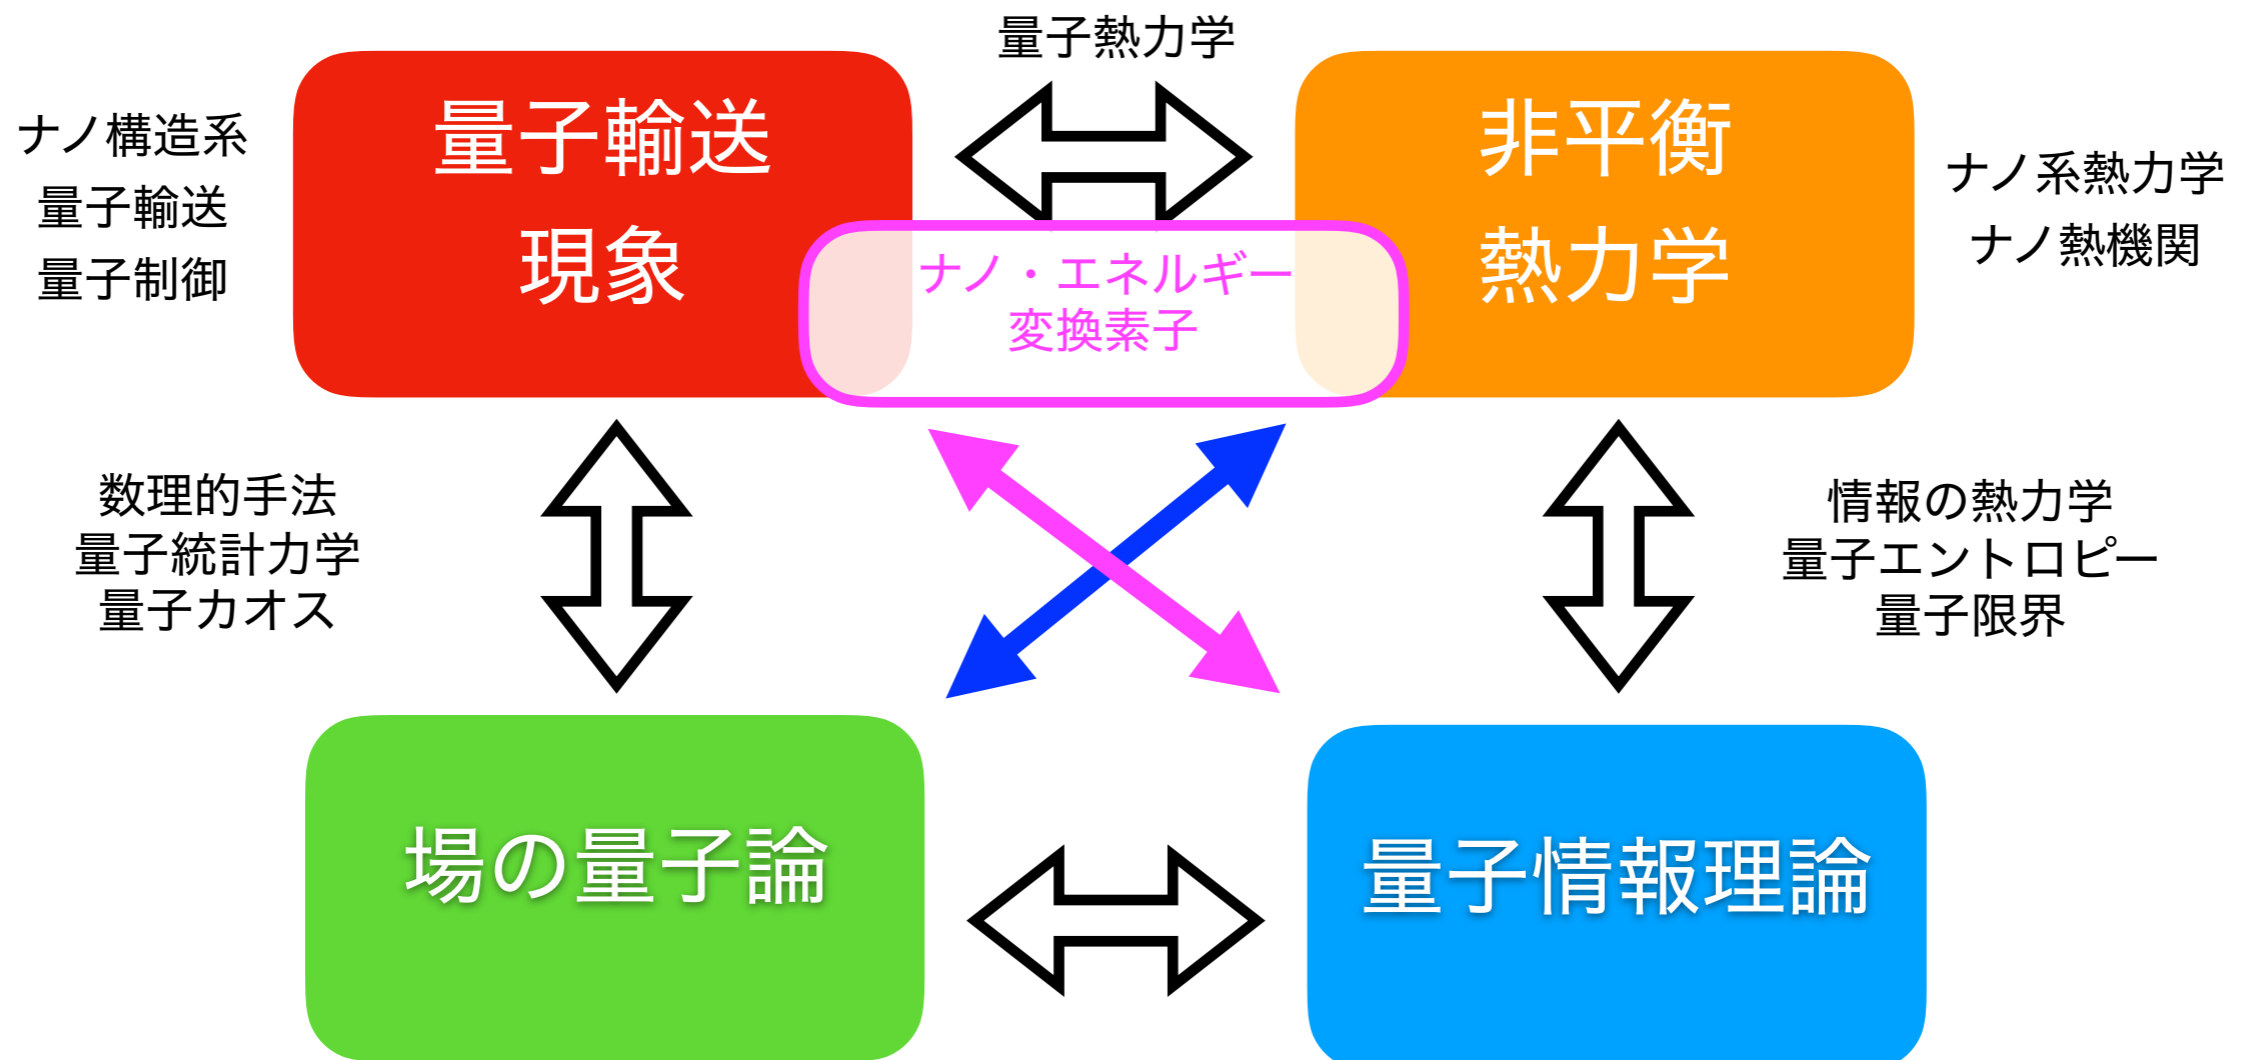 量子熱力学
ナノ構造系
量子輸送
量子制御
量子輸送
現象
非平衡
熱力学
ナノ系熱力学
ナノ熱機関
ナノ・エネルギー
変換素子
数理的手法
量子統計力学
量子カオス
情報の熱力学
量子エントロピー
量子限界
場の量子論
量子情報理論